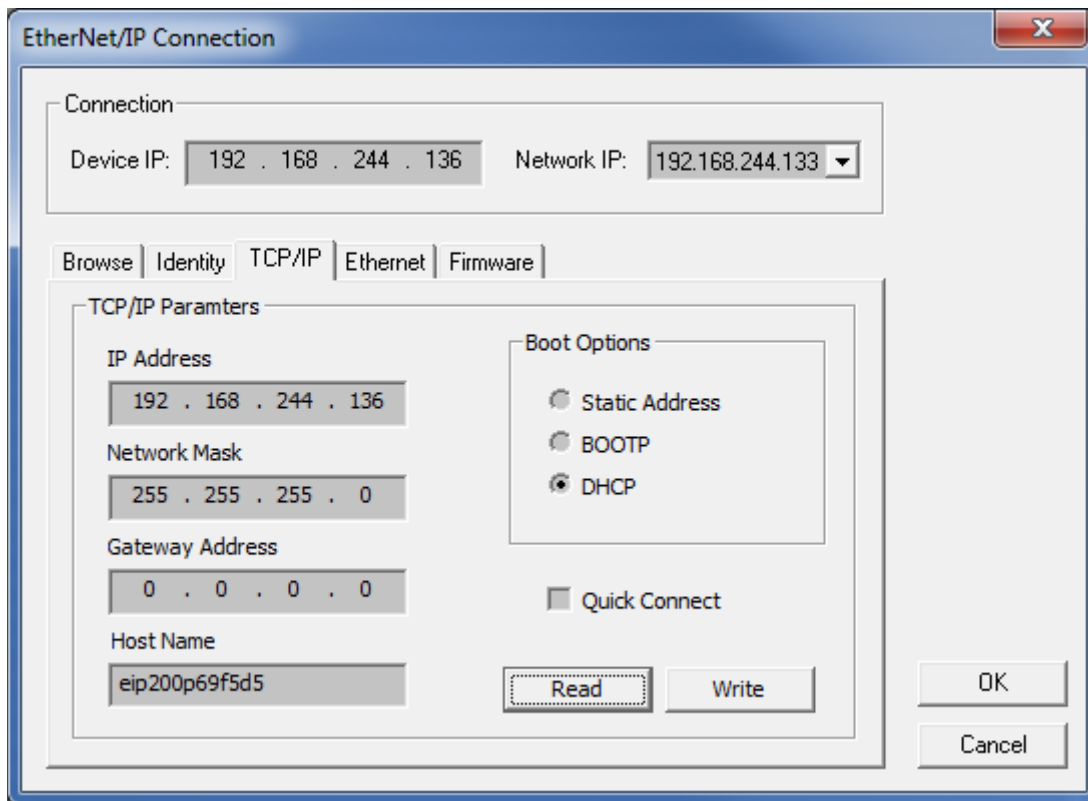 EtherNet/IP Connection
Connection
Device IP: 192 . 168 . 244 . 136 Network IP: 192.168.244.133
Browse Identity TCP/IP Ethernet Firmware
TCP/IP Paramters
IP Address
192 . 168 . 244 . 136
Network Mask
255 . 255 . 255 . 0
Gateway Address
0 . 0 . 0 . 0
Host Name
eip200p69f5d5
Boot Options
Static Address
BOOTP
DHCP
Quick Connect
Read Write
OK
Cancel